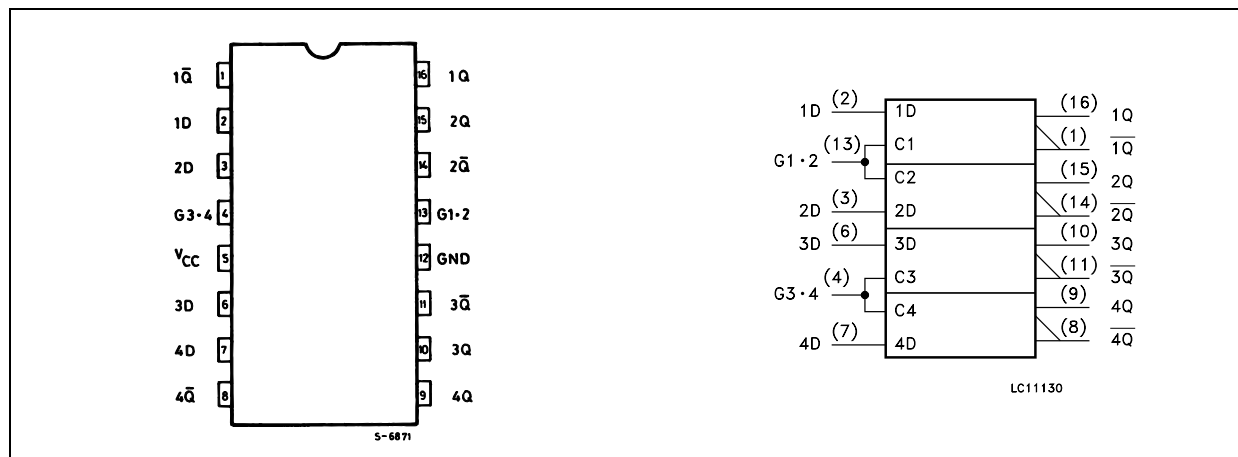 1Q̅ 1 16 1Q
1D 2 15 2Q
2D 3 14 2Q̅
G3·4 4 13 G1·2
VCC 5 12 GND
3D 6 11 3Q̅
4D 7 10 3Q
4Q̅ 8 9 4Q
S-6871
1D (2) 1D (16) 1Q
C1 (1) 1Q̅
G1·2 (13)
C2 (15) 2Q
2D (3) 2D (14) 2Q̅
3D (6) 3D (10) 3Q
C3 (11) 3Q̅
G3·4 (4)
C4 (9) 4Q
4D (7) 4D (8) 4Q̅
LC11130